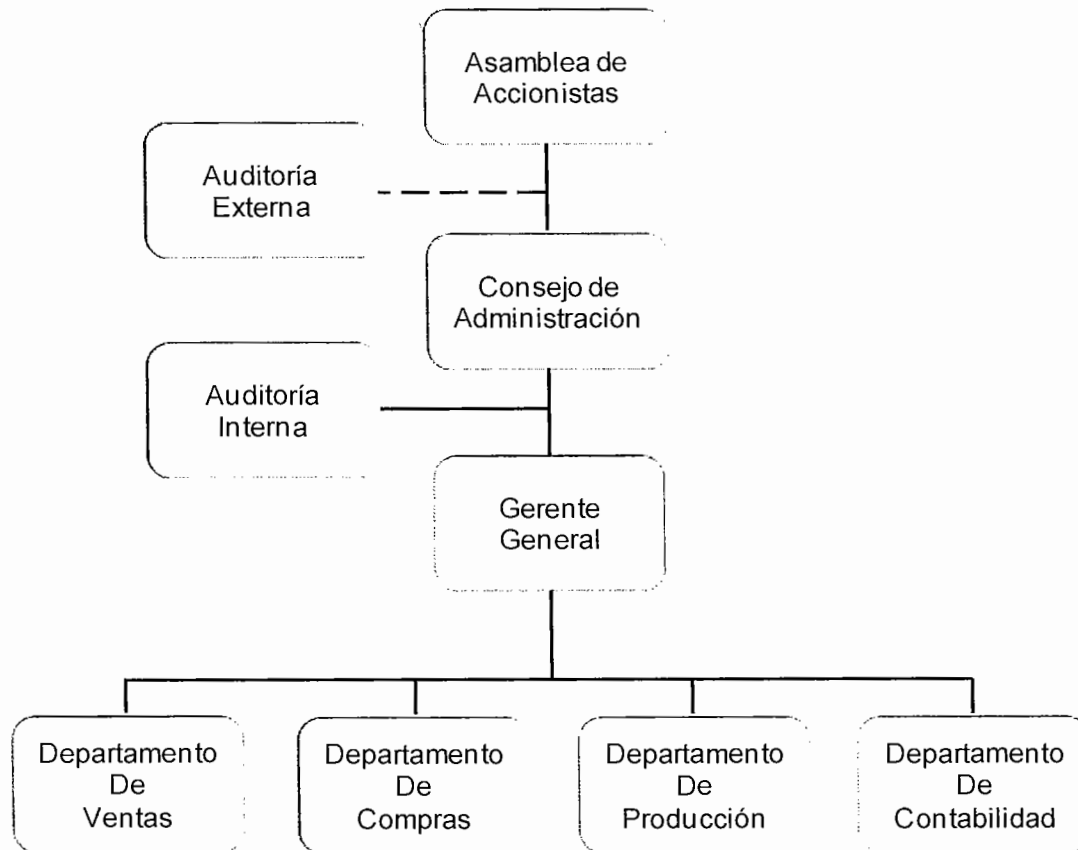 Asamblea de
Accionistas
Auditoría
Externa
Consejo de
Administración
Auditoría
Interna
Gerente
General
Departamento
De
Ventas
Departamento
De
Compras
Departamento
De
Producción
Departamento
De
Contabilidad